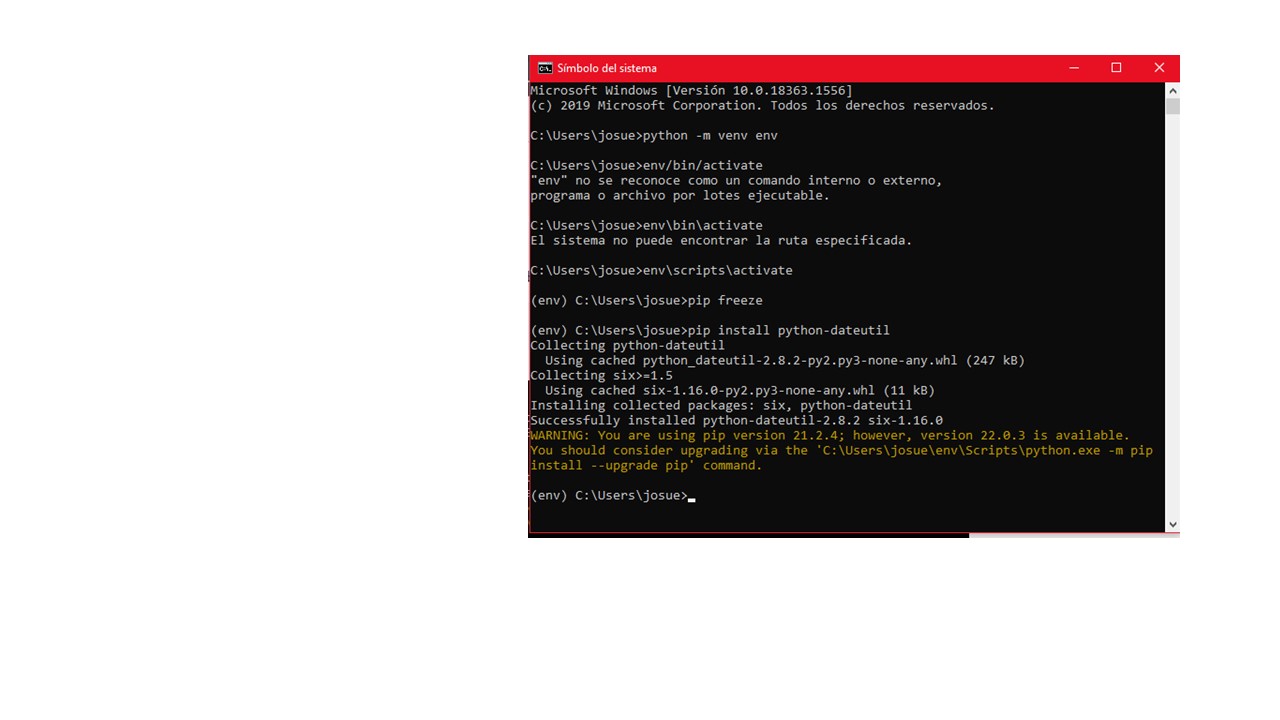 Símbolo del sistema
Microsoft Windows [Versión 10.0.18363.1556]
(c) 2019 Microsoft Corporation. Todos los derechos reservados.
C:\Users\josue>python -m venv env
C:\Users\josue>env/bin/activate
"env" no se reconoce como un comando interno o externo,
programa o archivo por lotes ejecutable.
C:\Users\josue>env\bin\activate
El sistema no puede encontrar la ruta especificada.
C:\Users\josue>env\scripts\activate
(env) C:\Users\josue>pip freeze
(env) C:\Users\josue>pip install python-dateutil
Collecting python-dateutil
  Using cached python_dateutil-2.8.2-py2.py3-none-any.whl (247 kB)
Collecting six>=1.5
  Using cached six-1.16.0-py2.py3-none-any.whl (11 kB)
Installing collected packages: six, python-dateutil
Successfully installed python-dateutil-2.8.2 six-1.16.0
WARNING: You are using pip version 21.2.4; however, version 22.0.3 is available.
You should consider upgrading via the 'C:\Users\josue\env\Scripts\python.exe -m pip
install --upgrade pip' command.
(env) C:\Users\josue>